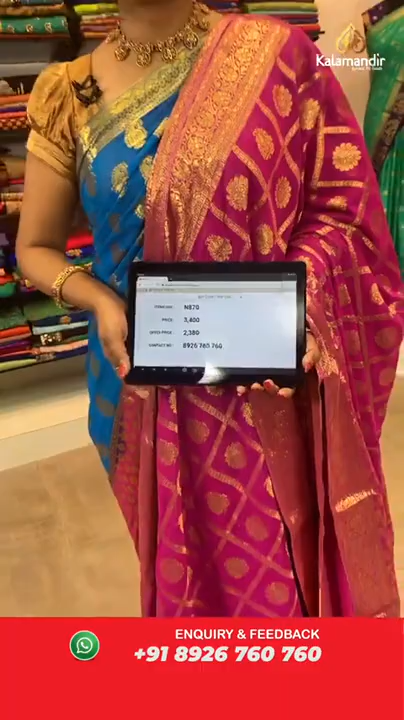 Kalamandir
N870
PRICE: 3,400
OFFER PRICE: 2,380
CONTACT NO: 8926 760 760
ENQUIRY & FEEDBACK
+91 8926 760 760